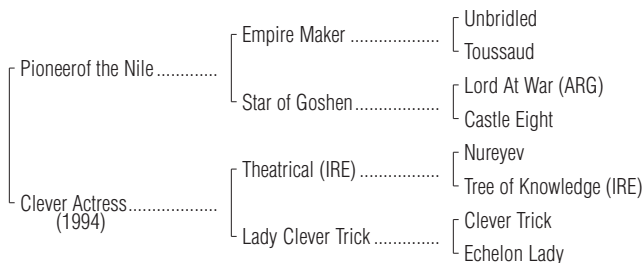 Unbridled
Empire Maker ..................
Toussaud
Pioneerof the Nile .............
Lord At War (ARG)
Star of Goshen ..................
Castle Eight
Nureyev
Theatrical (IRE) .................
Tree of Knowledge (IRE)
Clever Actress...................
(1994)
Clever Trick
Lady Clever Trick ..............
Echelon Lady